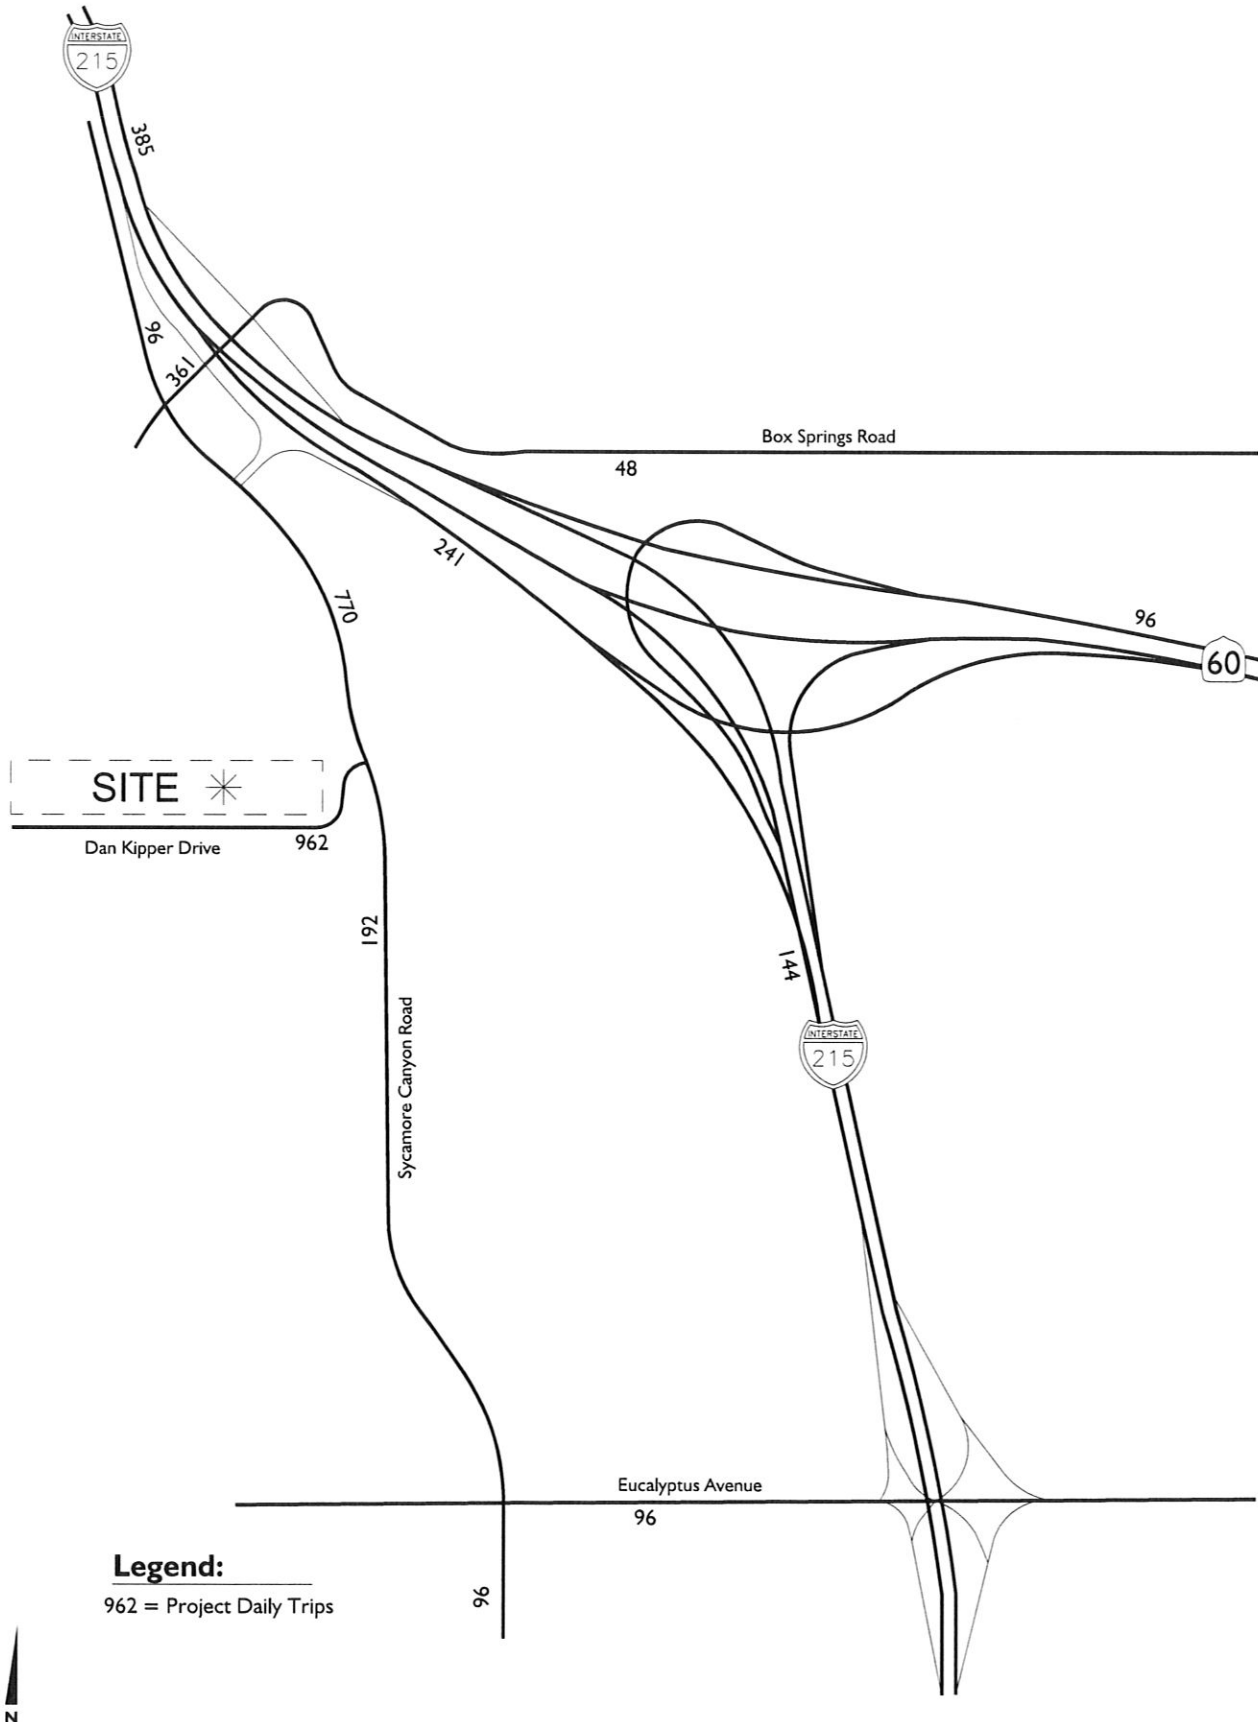 INTERSTATE
215
385
96
361
Box Springs Road
48
241
770
96
60
SITE
962
Dan Kipper Drive
192
144
Sycamore Canyon Road
INTERSTATE
215
Eucalyptus Avenue
96
Legend:
962 = Project Daily Trips
96
N